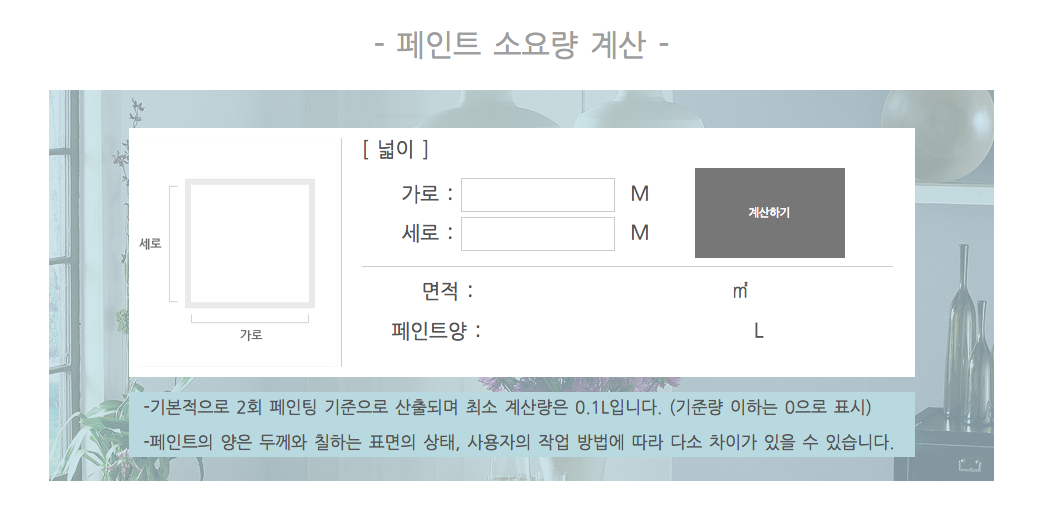 - 페인트 소요량 계산 -
[ 넓이 ]
가로 : M
세로 : M
계산하기
세로
가로
면적 : ㎡
페인트양 : L
-기본적으로 2회 페인팅 기준으로 산출되며 최소 계산량은 0.1L입니다. (기준량 이하는 0으로 표시)
-페인트의 양은 두께와 칠하는 표면의 상태, 사용자의 작업 방법에 따라 다소 차이가 있을 수 있습니다.